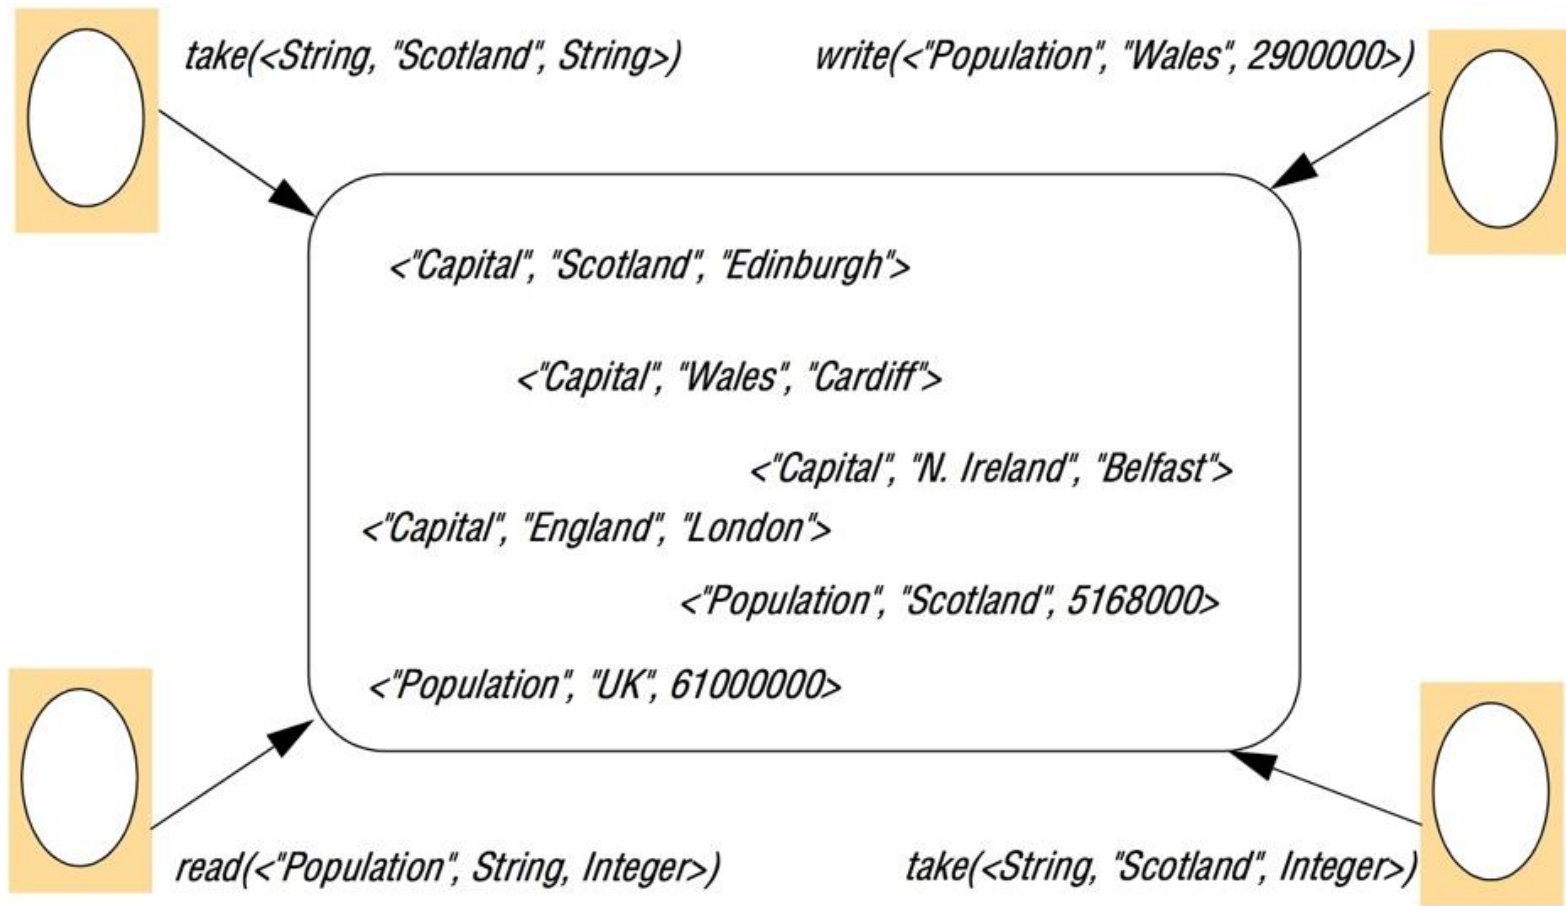 take(<String, "Scotland", String>)
write(<"Population", "Wales", 2900000>)
<"Capital", "Scotland", "Edinburgh">
<"Capital", "Wales", "Cardiff">
<"Capital", "N. Ireland", "Belfast">
<"Capital", "England", "London">
<"Population", "Scotland", 5168000>
<"Population", "UK", 61000000>
read(<"Population", String, Integer>)
take(<String, "Scotland", Integer>)